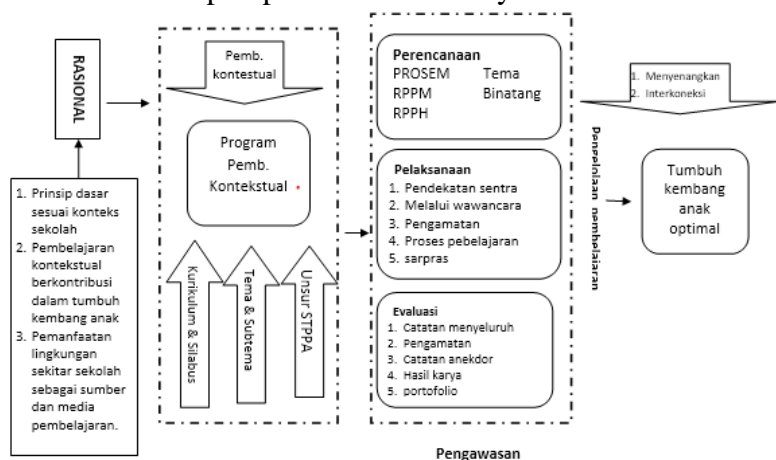 RASIONAL
1. Prinsip dasar
sesuai konteks
sekolah
2. Pembelajaran
kontekstual
berkontribusi
dalam tumbuh
kembang anak
3. Pemanfaatan
lingkungan
sekitar sekolah
sebagai sumber
dan media
pembelajaran.
Pemb.
kontestual
Program
Pemb.
Kontekstual
Kurikulum & Silabus
Tema & Subtema
Unsur STPPA
Perencanaan
PROSEM Tema
RPPM Binatang
RPPH
Pelaksanaan
1. Pendekatan sentra
2. Melalui wawancara
3. Pengamatan
4. Proses pebelajaran
5. sarpras
Evaluasi
1. Catatan menyeluruh
2. Pengamatan
3. Catatan anekdor
4. Hasil karya
5. portofolio
Pengawasan
Pengelolaan pembelajaran
1. Menyenangkan
2. Interkoneksi
Tumbuh
kembang
anak
optimal